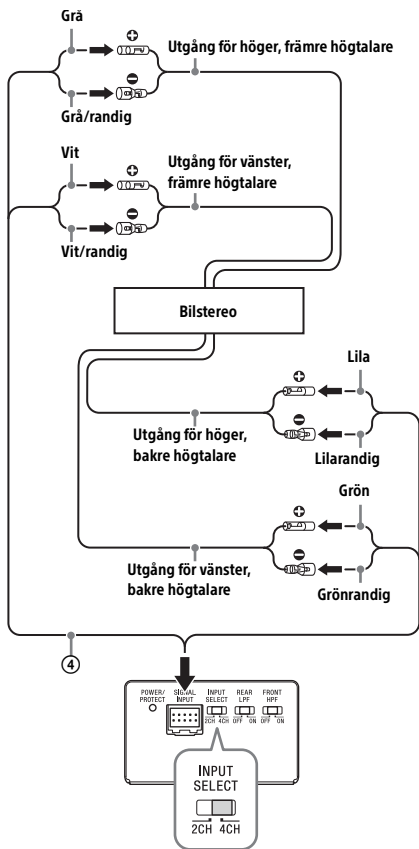 Grå
Utgång för höger, främre högtalare
Grå/randig
Vit
Utgång för vänster,
främre högtalare
Vit/randig
Bilstereo
Lila
Utgång för höger,
bakre högtalare
Lilarandig
Grön
Utgång för vänster,
bakre högtalare
Grönrandig
4
POWER/
PROTECT
SIGNAL
INPUT
INPUT
SELECT
2CH 4CH
REAR
LPF
OFF ON
FRONT
HPF
OFF ON
INPUT
SELECT
2CH 4CH